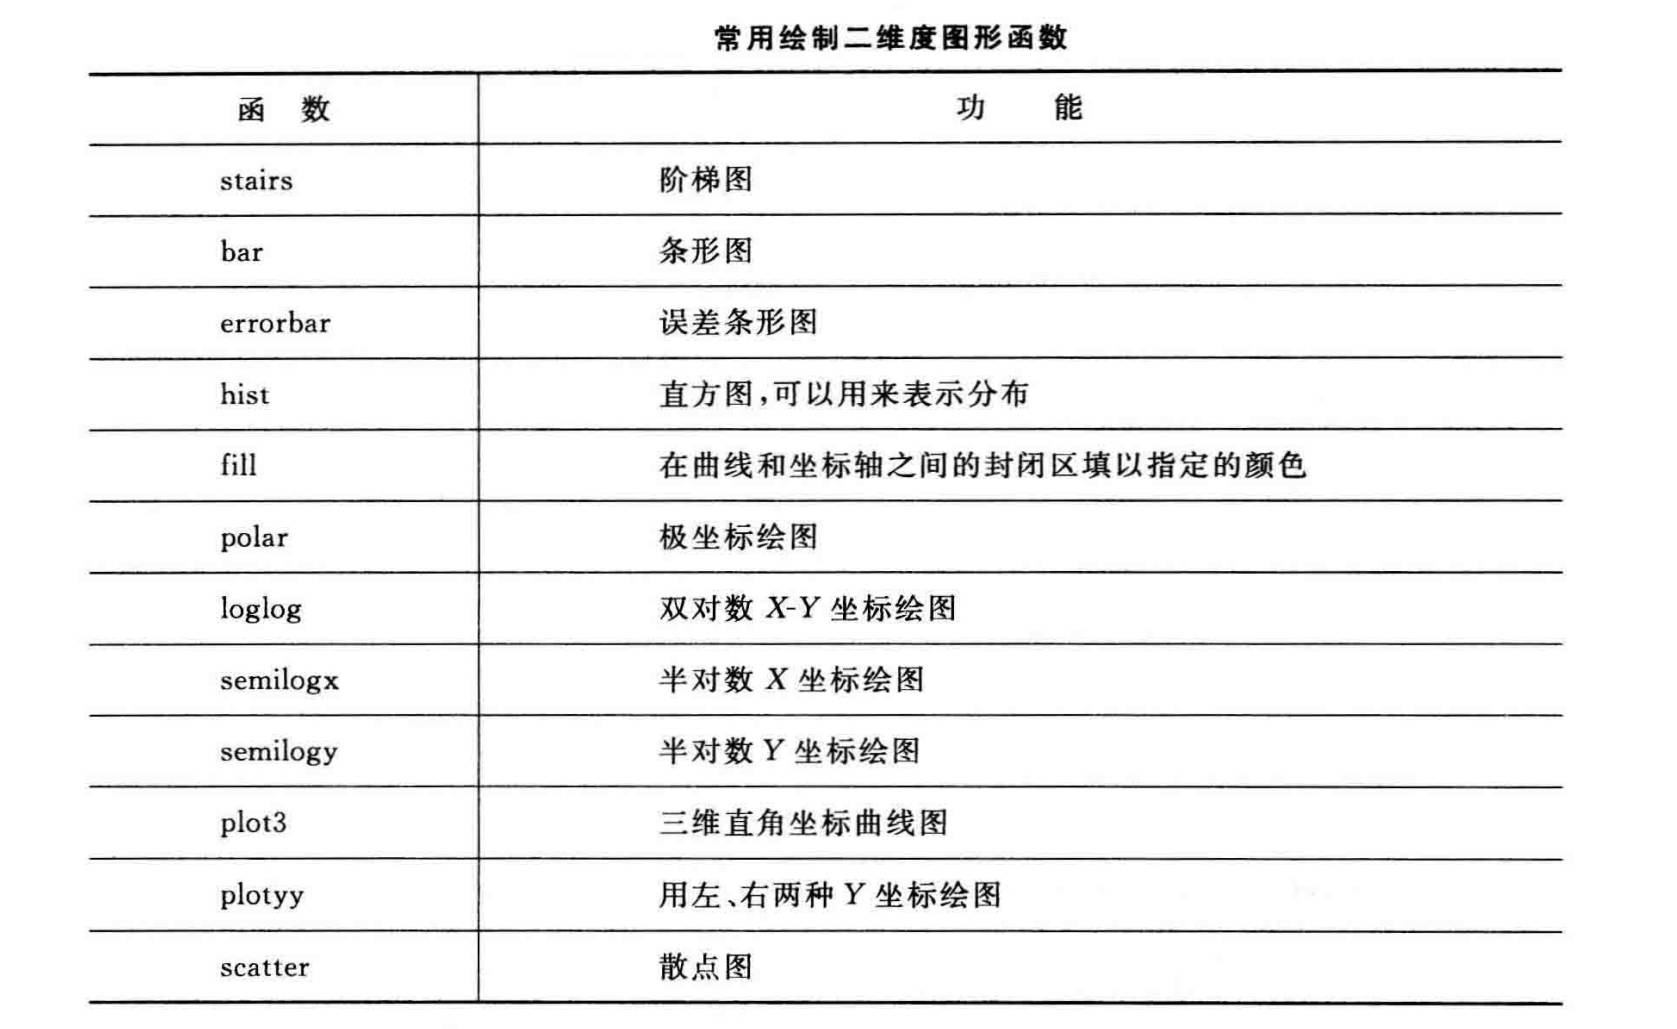 常用绘制二维度图形函数
函 数 功 能
stairs 阶梯图
bar 条形图
errorbar 误差条形图
hist 直方图,可以用来表示分布
fill 在曲线和坐标轴之间的封闭区填以指定的颜色
polar 极坐标绘图
loglog 双对数 X-Y 坐标绘图
semilogx 半对数 X 坐标绘图
semilogy 半对数 Y 坐标绘图
plot3 三维直角坐标曲线图
plotyy 用左、右两种 Y 坐标绘图
scatter 散点图